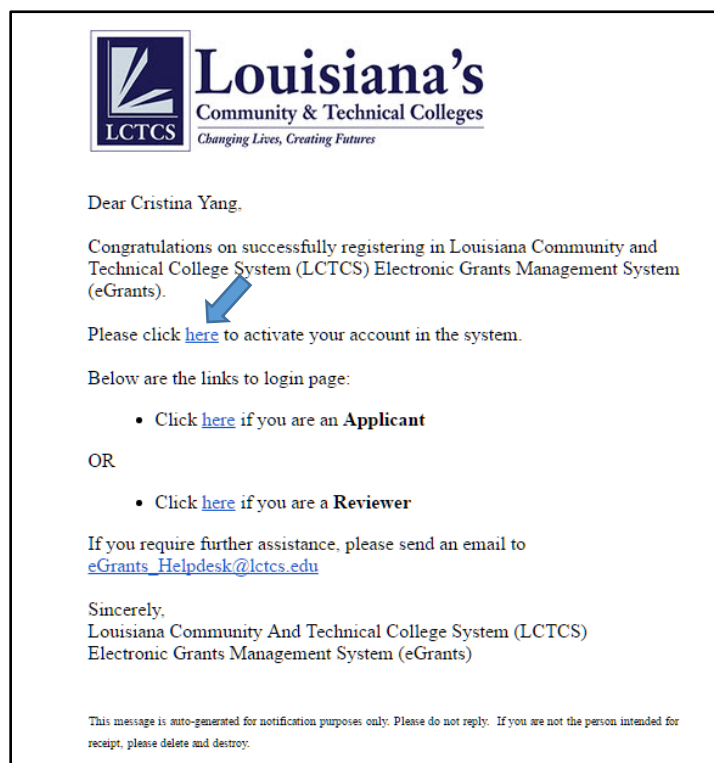 LCTCS
Louisiana's
Community & Technical Colleges
Changing Lives, Creating Futures
Dear Cristina Yang,
Congratulations on successfully registering in Louisiana Community and
Technical College System (LCTCS) Electronic Grants Management System
(eGrants).
Please click here to activate your account in the system.
Below are the links to login page:
• Click here if you are an Applicant
OR
• Click here if you are a Reviewer
If you require further assistance, please send an email to
eGrants_Helpdesk@lctcs.edu
Sincerely,
Louisiana Community And Technical College System (LCTCS)
Electronic Grants Management System (eGrants)
This message is auto-generated for notification purposes only. Please do not reply. If you are not the person intended for
receipt, please delete and destroy.